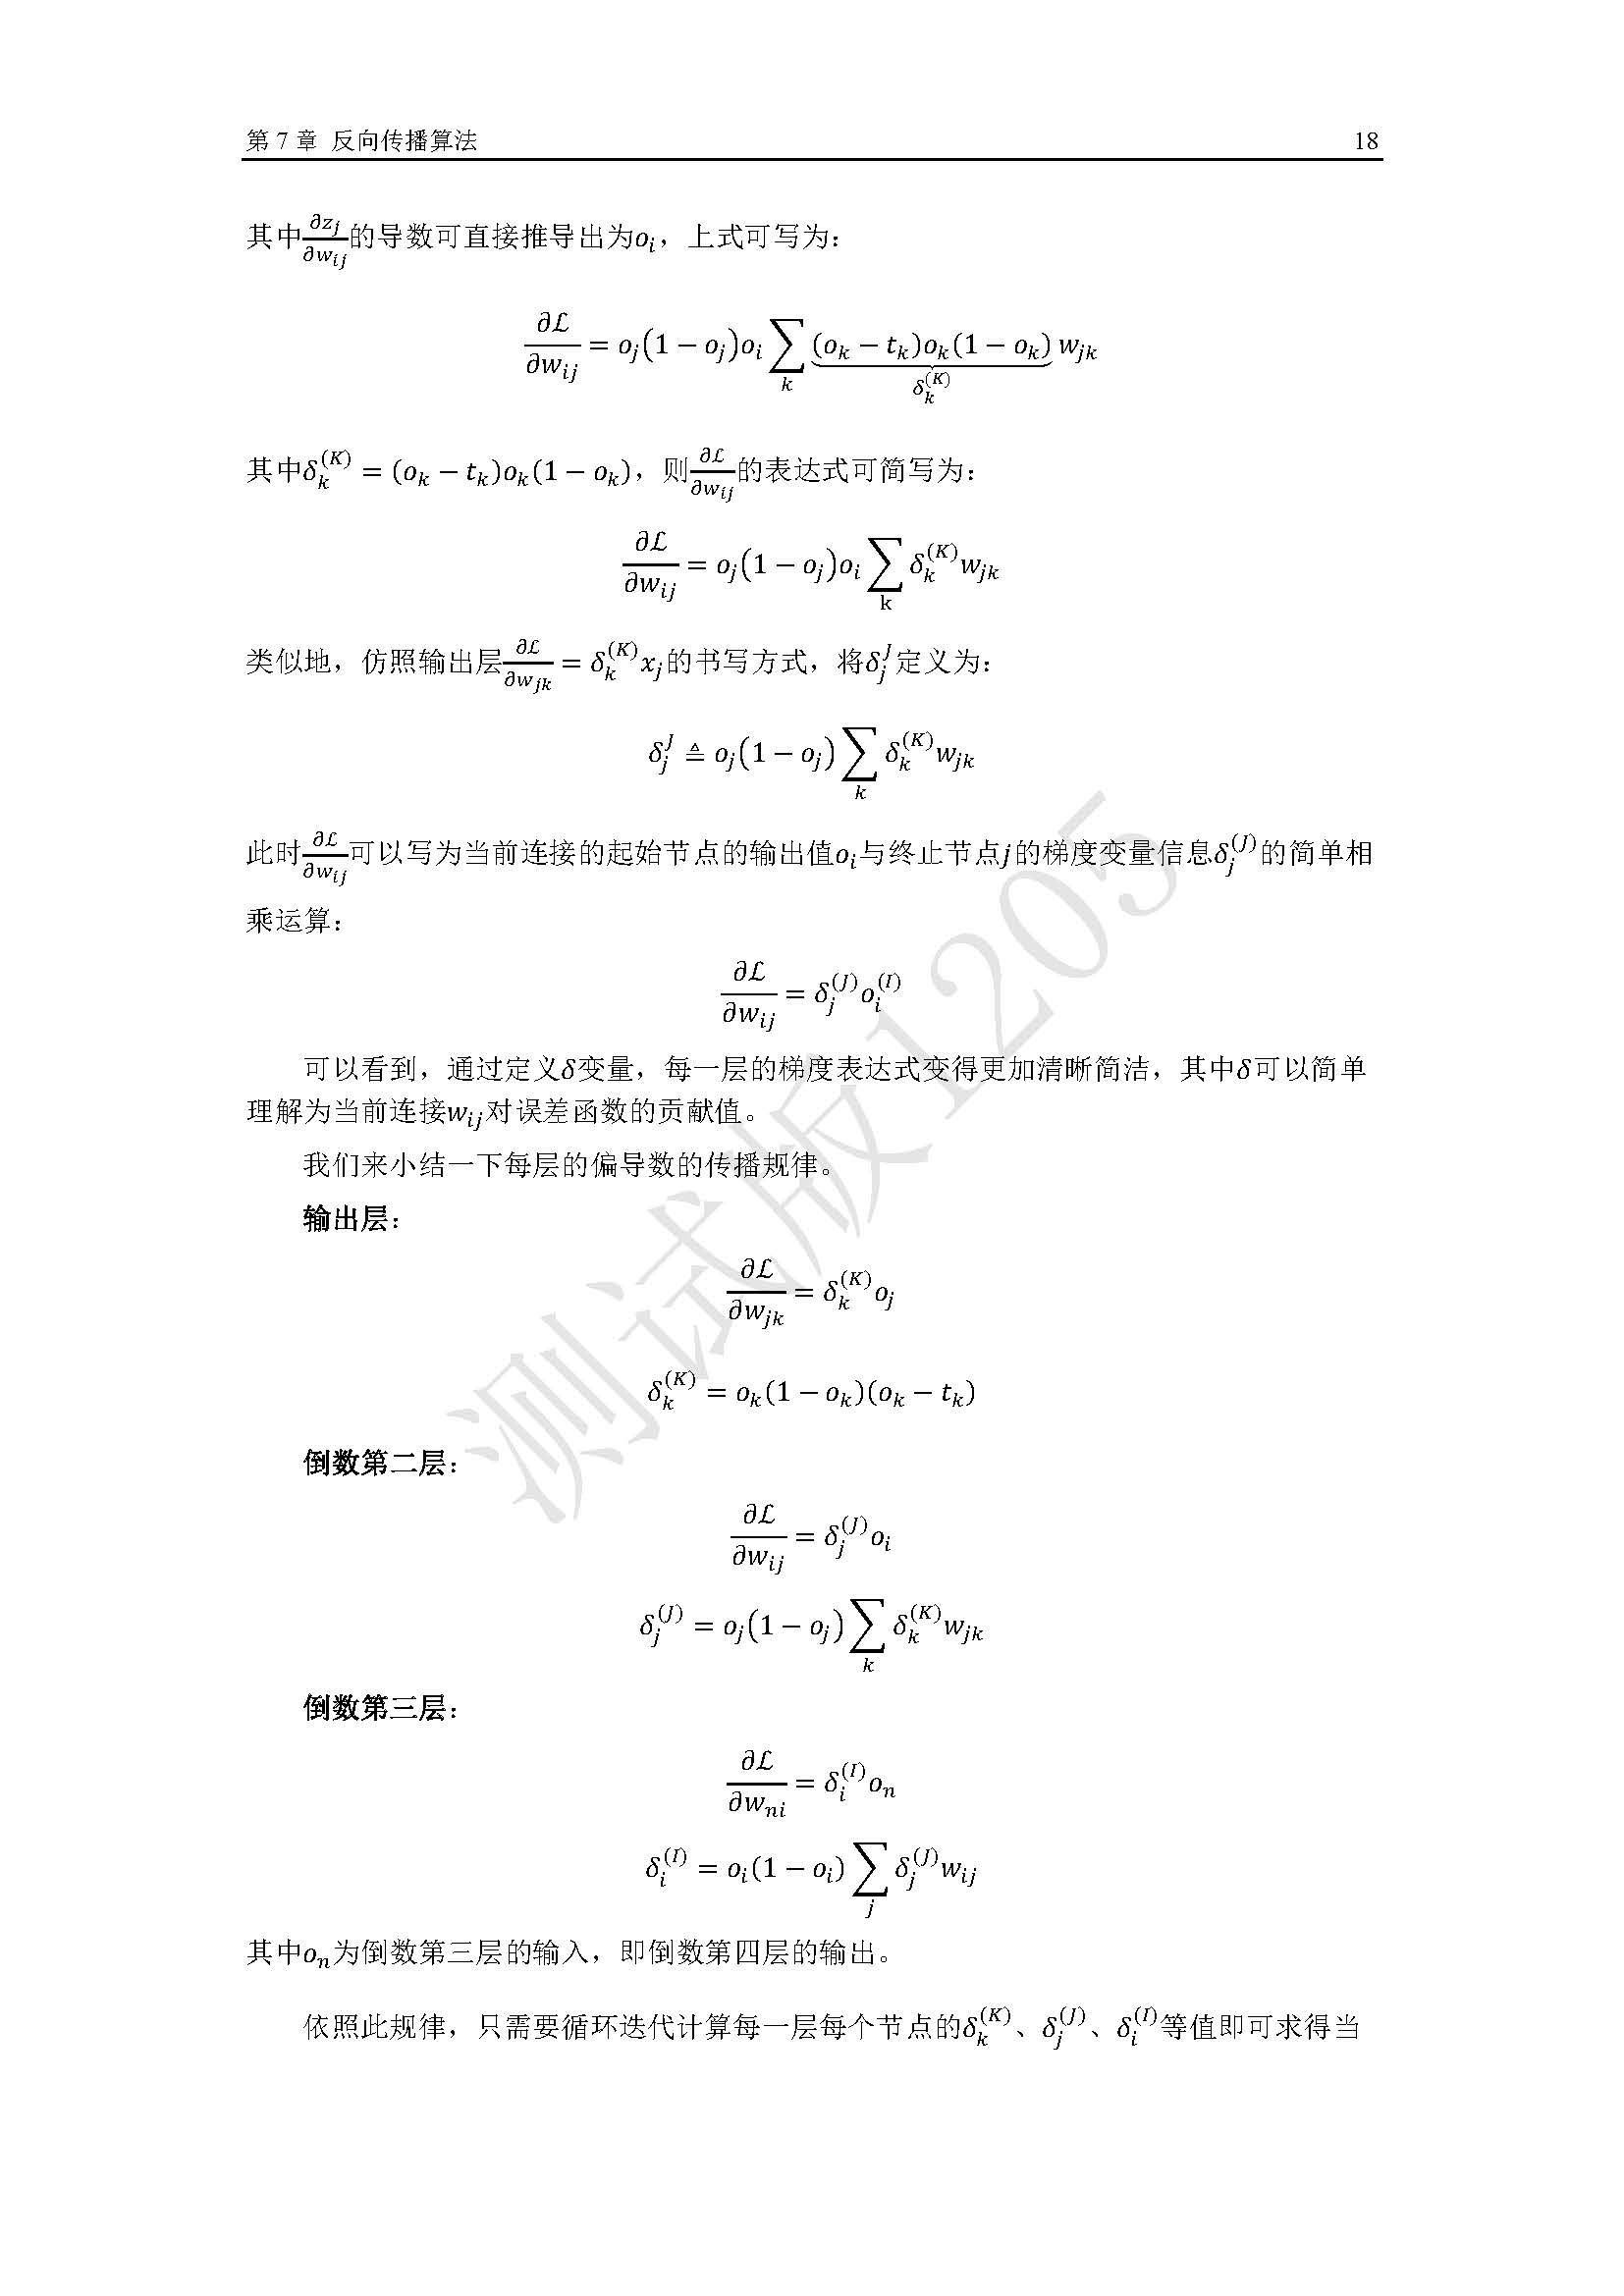 第 7 章 反向传播算法 18
其中$\frac{\partial z_j}{\partial w_{ij}}$的导数可直接推导出为$o_i$，上式可写为：
$\frac{\partial \mathcal{L}}{\partial w_{ij}} = o_j(1 - o_j)o_i \sum_k \underbrace{(o_k - t_k)o_k(1 - o_k)}_{\delta_k^{(K)}} w_{jk}$
其中$\delta_k^{(K)} = (o_k - t_k)o_k(1 - o_k)$，则$\frac{\partial \mathcal{L}}{\partial w_{ij}}$的表达式可简写为：
$\frac{\partial \mathcal{L}}{\partial w_{ij}} = o_j(1 - o_j)o_i \sum_{\mathrm{k}} \delta_k^{(K)} w_{jk}$
类似地，仿照输出层$\frac{\partial \mathcal{L}}{\partial w_{jk}} = \delta_k^{(K)} x_j$的书写方式，将$\delta_j^J$定义为：
$\delta_j^J \triangleq o_j(1 - o_j) \sum_k \delta_k^{(K)} w_{jk}$
此时$\frac{\partial \mathcal{L}}{\partial w_{ij}}$可以写为当前连接的起始节点的输出值$o_i$与终止节点$j$的梯度变量信息$\delta_j^{(J)}$的简单相
乘运算：
$\frac{\partial \mathcal{L}}{\partial w_{ij}} = \delta_j^{(J)} o_i^{(I)}$
可以看到，通过定义$\delta$变量，每一层的梯度表达式变得更加清晰简洁，其中$\delta$可以简单
理解为当前连接$w_{ij}$对误差函数的贡献值。
我们来小结一下每层的偏导数的传播规律。
输出层：
$\frac{\partial \mathcal{L}}{\partial w_{jk}} = \delta_k^{(K)} o_j$
$\delta_k^{(K)} = o_k(1 - o_k)(o_k - t_k)$
倒数第二层：
$\frac{\partial \mathcal{L}}{\partial w_{ij}} = \delta_j^{(J)} o_i$
$\delta_j^{(J)} = o_j(1 - o_j) \sum_k \delta_k^{(K)} w_{jk}$
倒数第三层：
$\frac{\partial \mathcal{L}}{\partial w_{ni}} = \delta_i^{(I)} o_n$
$\delta_i^{(I)} = o_i(1 - o_i) \sum_j \delta_j^{(J)} w_{ij}$
其中$o_n$为倒数第三层的输入，即倒数第四层的输出。
依照此规律，只需要循环迭代计算每一层每个节点的$\delta_k^{(K)}$、$\delta_j^{(J)}$、$\delta_i^{(I)}$等值即可求得当
测试版1205